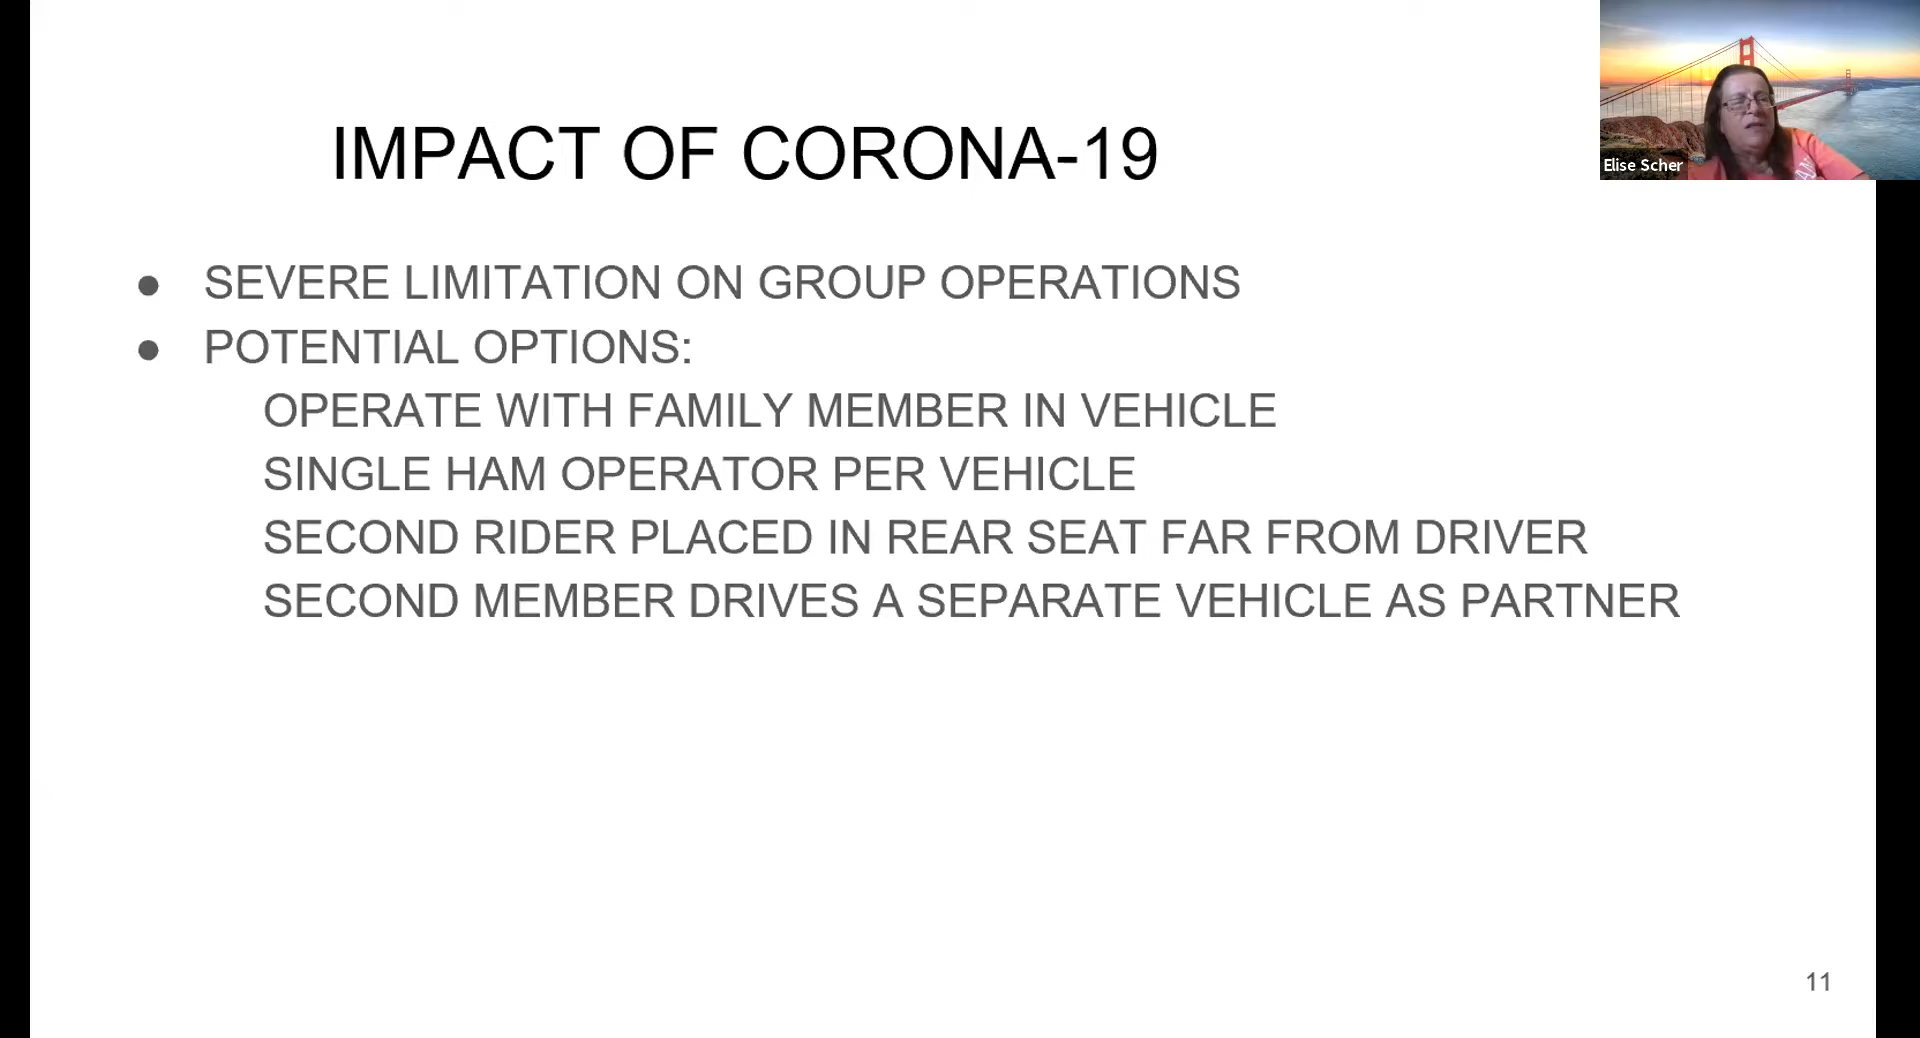 IMPACT OF CORONA-19
Elise Scher
● SEVERE LIMITATION ON GROUP OPERATIONS
● POTENTIAL OPTIONS:
OPERATE WITH FAMILY MEMBER IN VEHICLE
SINGLE HAM OPERATOR PER VEHICLE
SECOND RIDER PLACED IN REAR SEAT FAR FROM DRIVER
SECOND MEMBER DRIVES A SEPARATE VEHICLE AS PARTNER
11